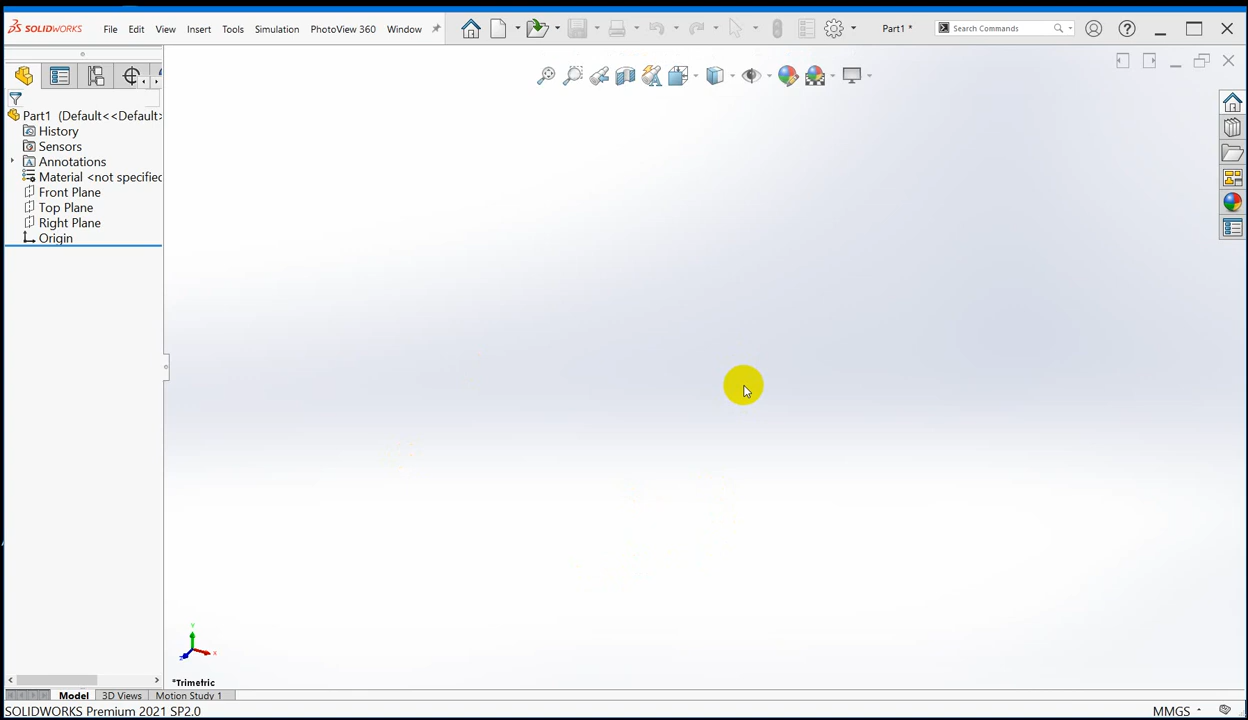 SOLIDWORKS File Edit View Insert Tools Simulation PhotoView 360 Window Part1 * Search Commands
Part1 (Default<<Default>
History
Sensors
Annotations
Material <not specified
Front Plane
Top Plane
Right Plane
Origin
Y
X
Z
*Trimetric
Model 3D Views Motion Study 1
SOLIDWORKS Premium 2021 SP2.0 MMGS